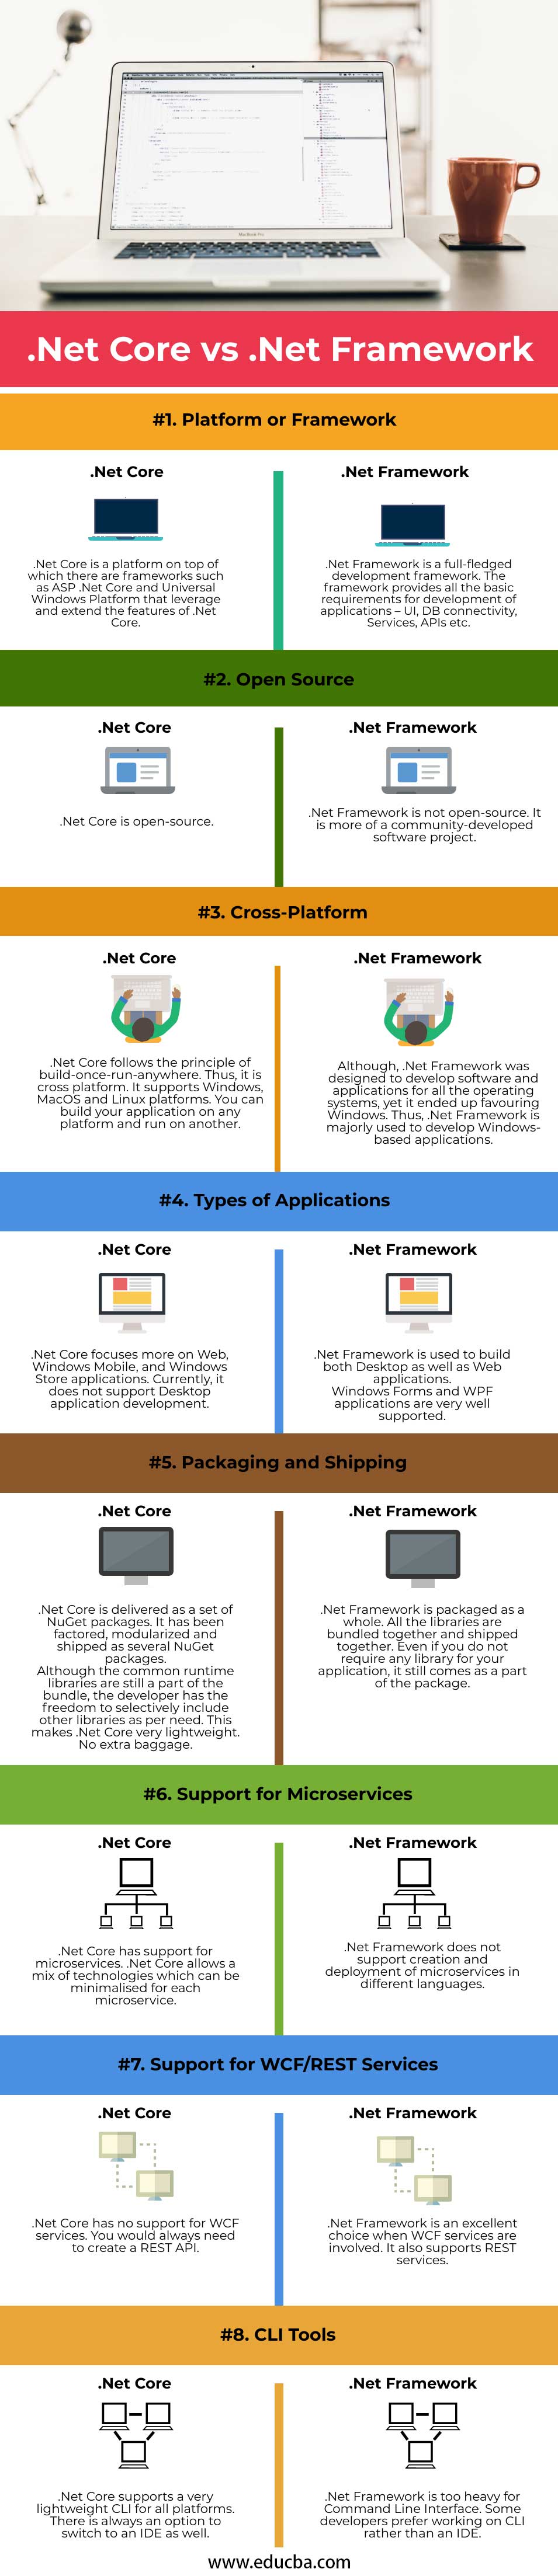 MacBook Pro
.Net Core vs .Net Framework
#1. Platform or Framework
.Net Core
.Net Core is a platform on top of
which there are frameworks such
as ASP .Net Core and Universal
Windows Platform that leverage
and extend the features of .Net
Core.
.Net Framework
.Net Framework is a full-fledged
development framework. The
framework provides all the basic
requirements for development of
applications – UI, DB connectivity,
Services, APIs etc.
#2. Open Source
.Net Core
.Net Core is open-source.
.Net Framework
.Net Framework is not open-source. It
is more of a community-developed
software project.
#3. Cross-Platform
.Net Core
.Net Core follows the principle of
build-once-run-anywhere. Thus, it is
cross platform. It supports Windows,
MacOS and Linux platforms. You can
build your application on any
platform and run on another.
.Net Framework
Although, .Net Framework was
designed to develop software and
applications for all the operating
systems, yet it ended up favouring
Windows. Thus, .Net Framework is
majorly used to develop Windows-
based applications.
#4. Types of Applications
.Net Core
.Net Core focuses more on Web,
Windows Mobile, and Windows
Store applications. Currently, it
does not support Desktop
application development.
.Net Framework
.Net Framework is used to build
both Desktop as well as Web
applications.
Windows Forms and WPF
applications are very well
supported.
#5. Packaging and Shipping
.Net Core
.Net Core is delivered as a set of
NuGet packages. It has been
factored, modularized and
shipped as several NuGet
packages.
Although the common runtime
libraries are still a part of the
bundle, the developer has the
freedom to selectively include
other libraries as per need. This
makes .Net Core very lightweight.
No extra baggage.
.Net Framework
.Net Framework is packaged as a
whole. All the libraries are
bundled together and shipped
together. Even if you do not
require any library for your
application, it still comes as a part
of the package.
#6. Support for Microservices
.Net Core
.Net Core has support for
microservices. .Net Core allows a
mix of technologies which can be
minimalised for each
microservice.
.Net Framework
.Net Framework does not
support creation and
deployment of microservices in
different languages.
#7. Support for WCF/REST Services
.Net Core
.Net Core has no support for WCF
services. You would always need
to create a REST API.
.Net Framework
.Net Framework is an excellent
choice when WCF services are
involved. It also supports REST
services.
#8. CLI Tools
.Net Core
.Net Core supports a very
lightweight CLI for all platforms.
There is always an option to
switch to an IDE as well.
.Net Framework
.Net Framework is too heavy for
Command Line Interface. Some
developers prefer working on CLI
rather than an IDE.
www.educba.com